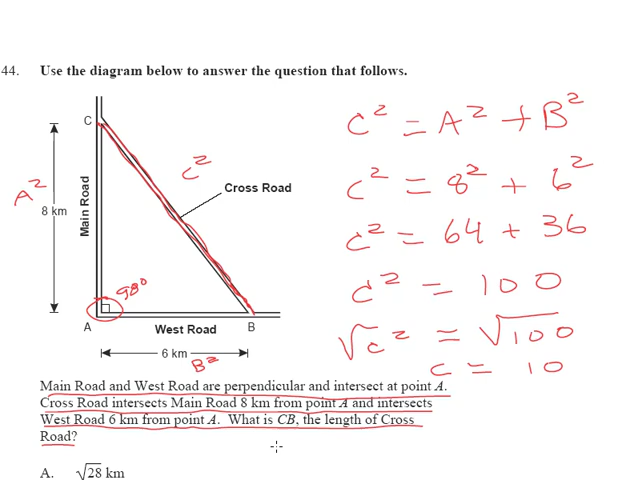 44. Use the diagram below to answer the question that follows.
C
C² = A² + B²
C²
A²
8 km
Main Road
Cross Road
C² = 8² + 6²
C² = 64 + 36
C² = 100
√C² = √100
C = 10
A
West Road
B
6 km
B²
Main Road and West Road are perpendicular and intersect at point A.
Cross Road intersects Main Road 8 km from point A and intersects
West Road 6 km from point A. What is CB, the length of Cross
Road?
A. √28 km